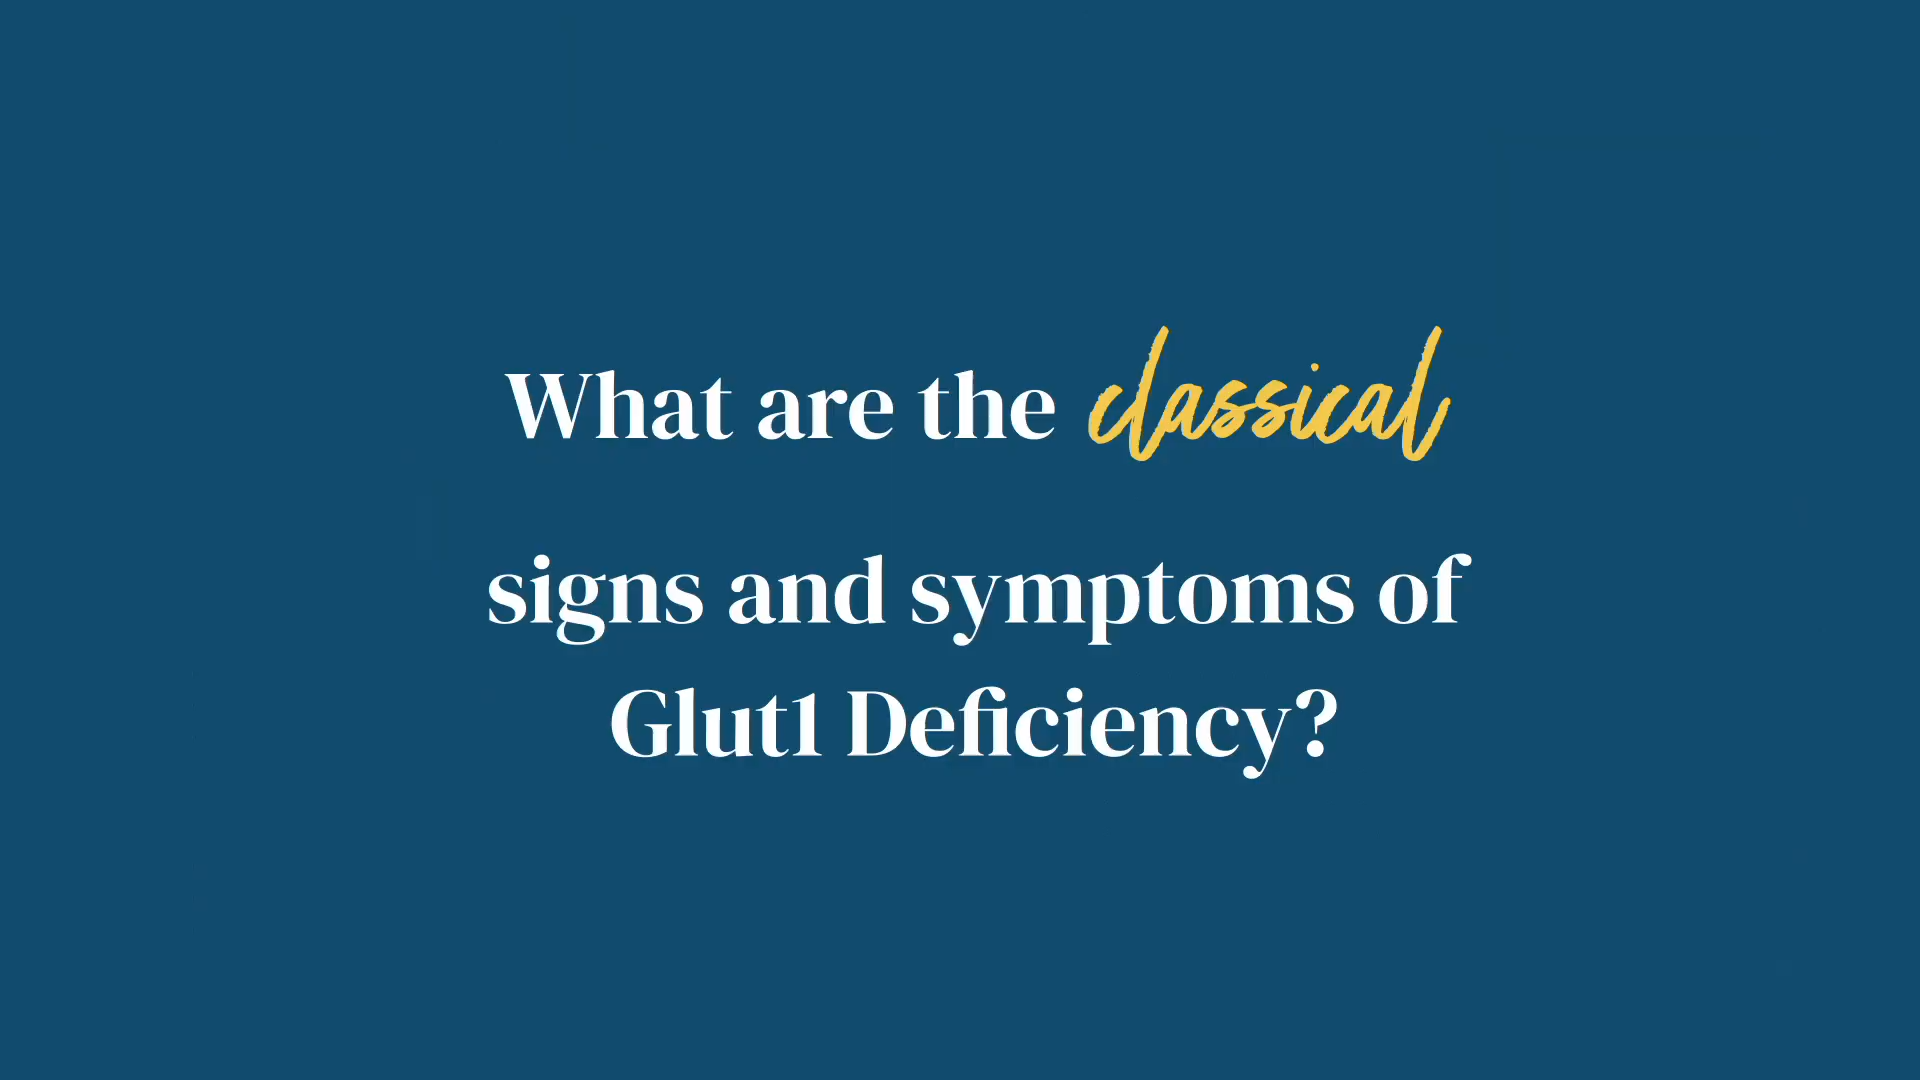 What are the classical
signs and symptoms of
Glut1 Deficiency?